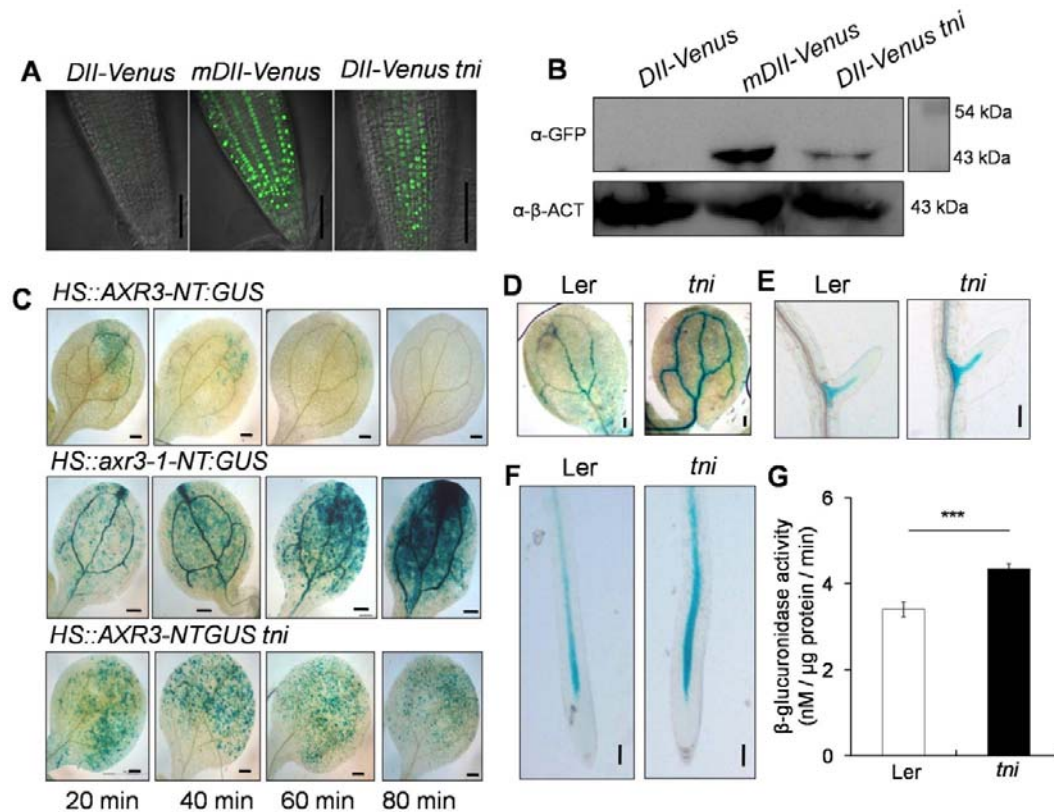 A
DII-Venus mDII-Venus DII-Venus tni
B
DII-Venus
mDII-Venus
DII-Venus tni
α-GFP
54 kDa
43 kDa
α-β-ACT
43 kDa
C
HS::AXR3-NT:GUS
HS::axr3-1-NT:GUS
HS::AXR3-NTGUS tni
20 min 40 min 60 min 80 min
D
Ler tni
E
Ler tni
F
Ler tni
G
β-glucuronidase activity
(nM / µg protein / min)
6
4
2
0
***
Ler tni